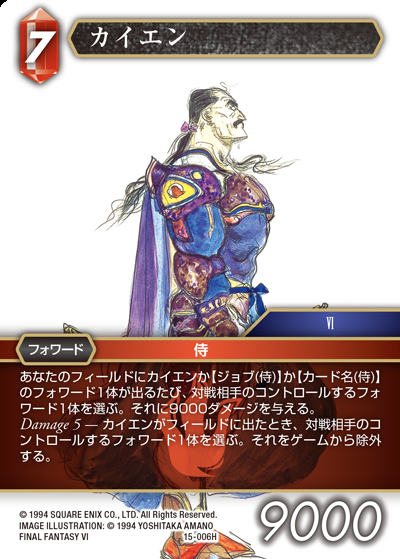 7
カイエン
VI
フォワード
侍
あなたのフィールドにカイエンか【ジョブ(侍)】か【カード名(侍)】
のフォワード1体が出るたび、対戦相手のコントロールするフォ
ワード1体を選ぶ。それに9000ダメージを与える。
Damage 5 — カイエンがフィールドに出たとき、対戦相手のコ
ントロールするフォワード1体を選ぶ。それをゲームから除外
する。
© 1994 SQUARE ENIX CO., LTD. All Rights Reserved.
IMAGE ILLUSTRATION: © 1994 YOSHITAKA AMANO
FINAL FANTASY VI
15-006H
9000